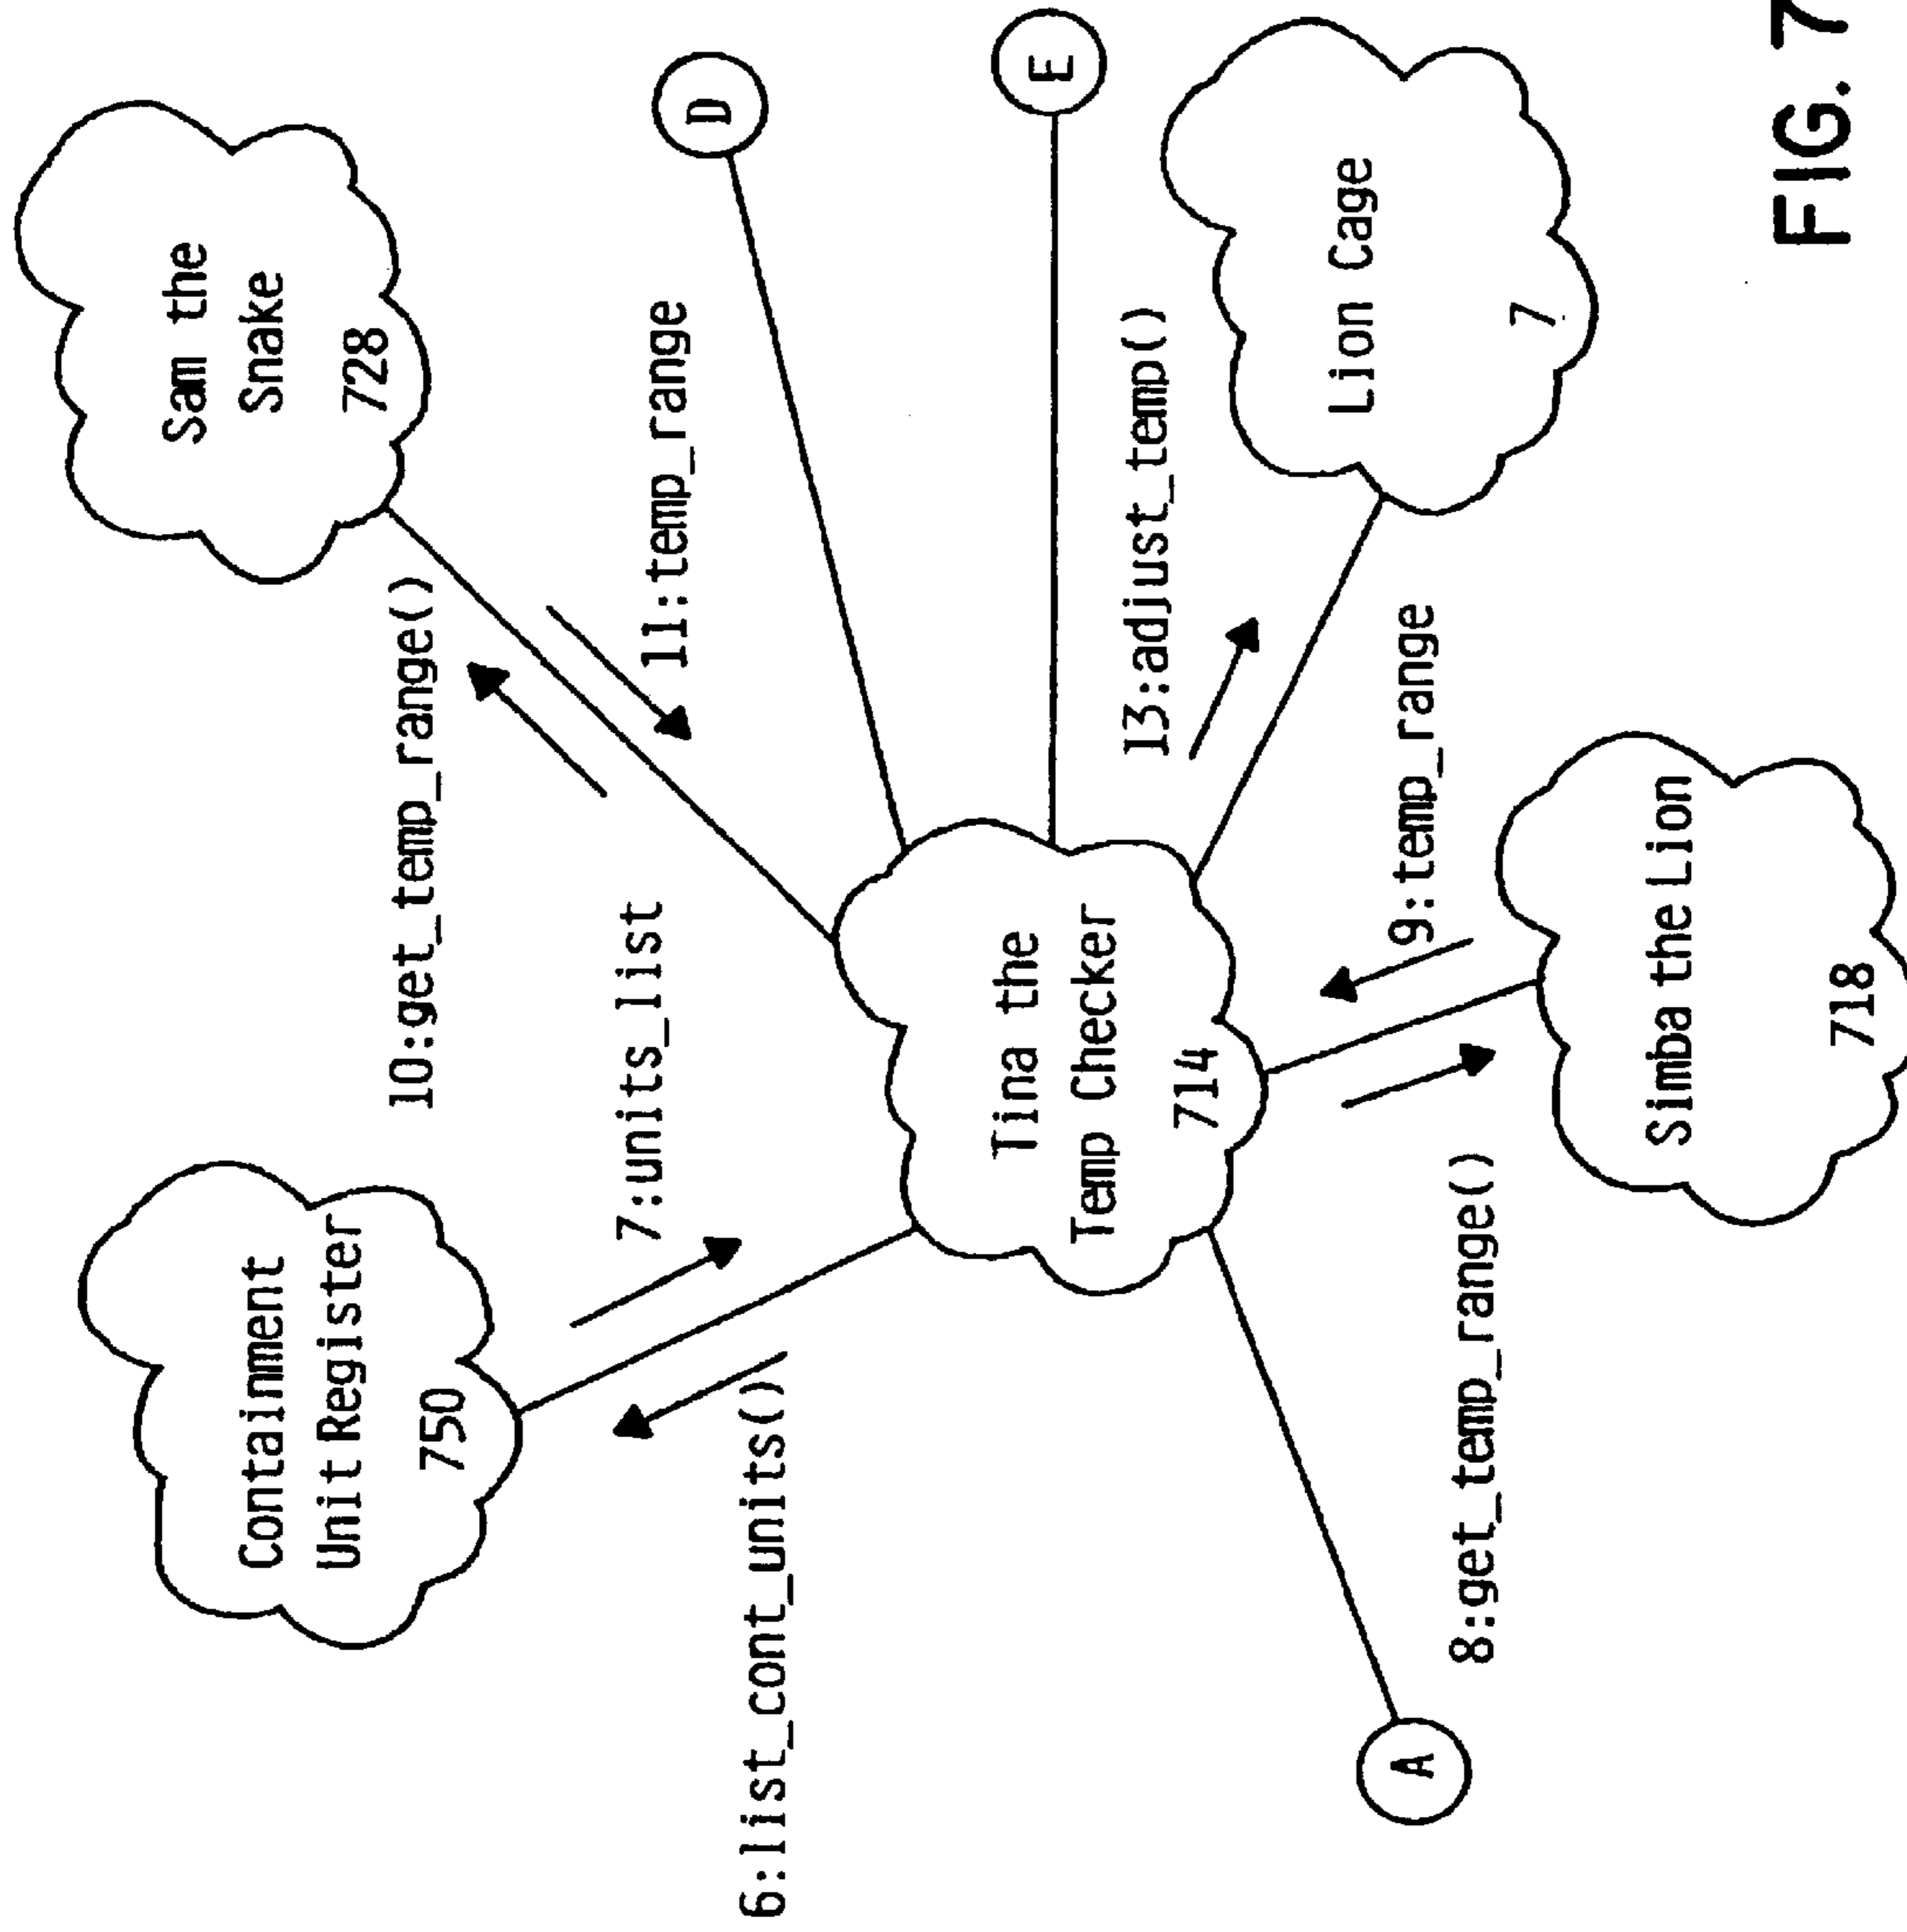 Containment
Unit Register
750
Sam the
Snake
728
10:get_temp_range()
7:units_list
11:temp_range
6:list_cont_units()
D
Tina the
Temp Checker
714
E
13:adjust_temp()
Lion Cage
7
A
8:get_temp_range()
9:temp_range
Simba the Lion
718
FIG. 7